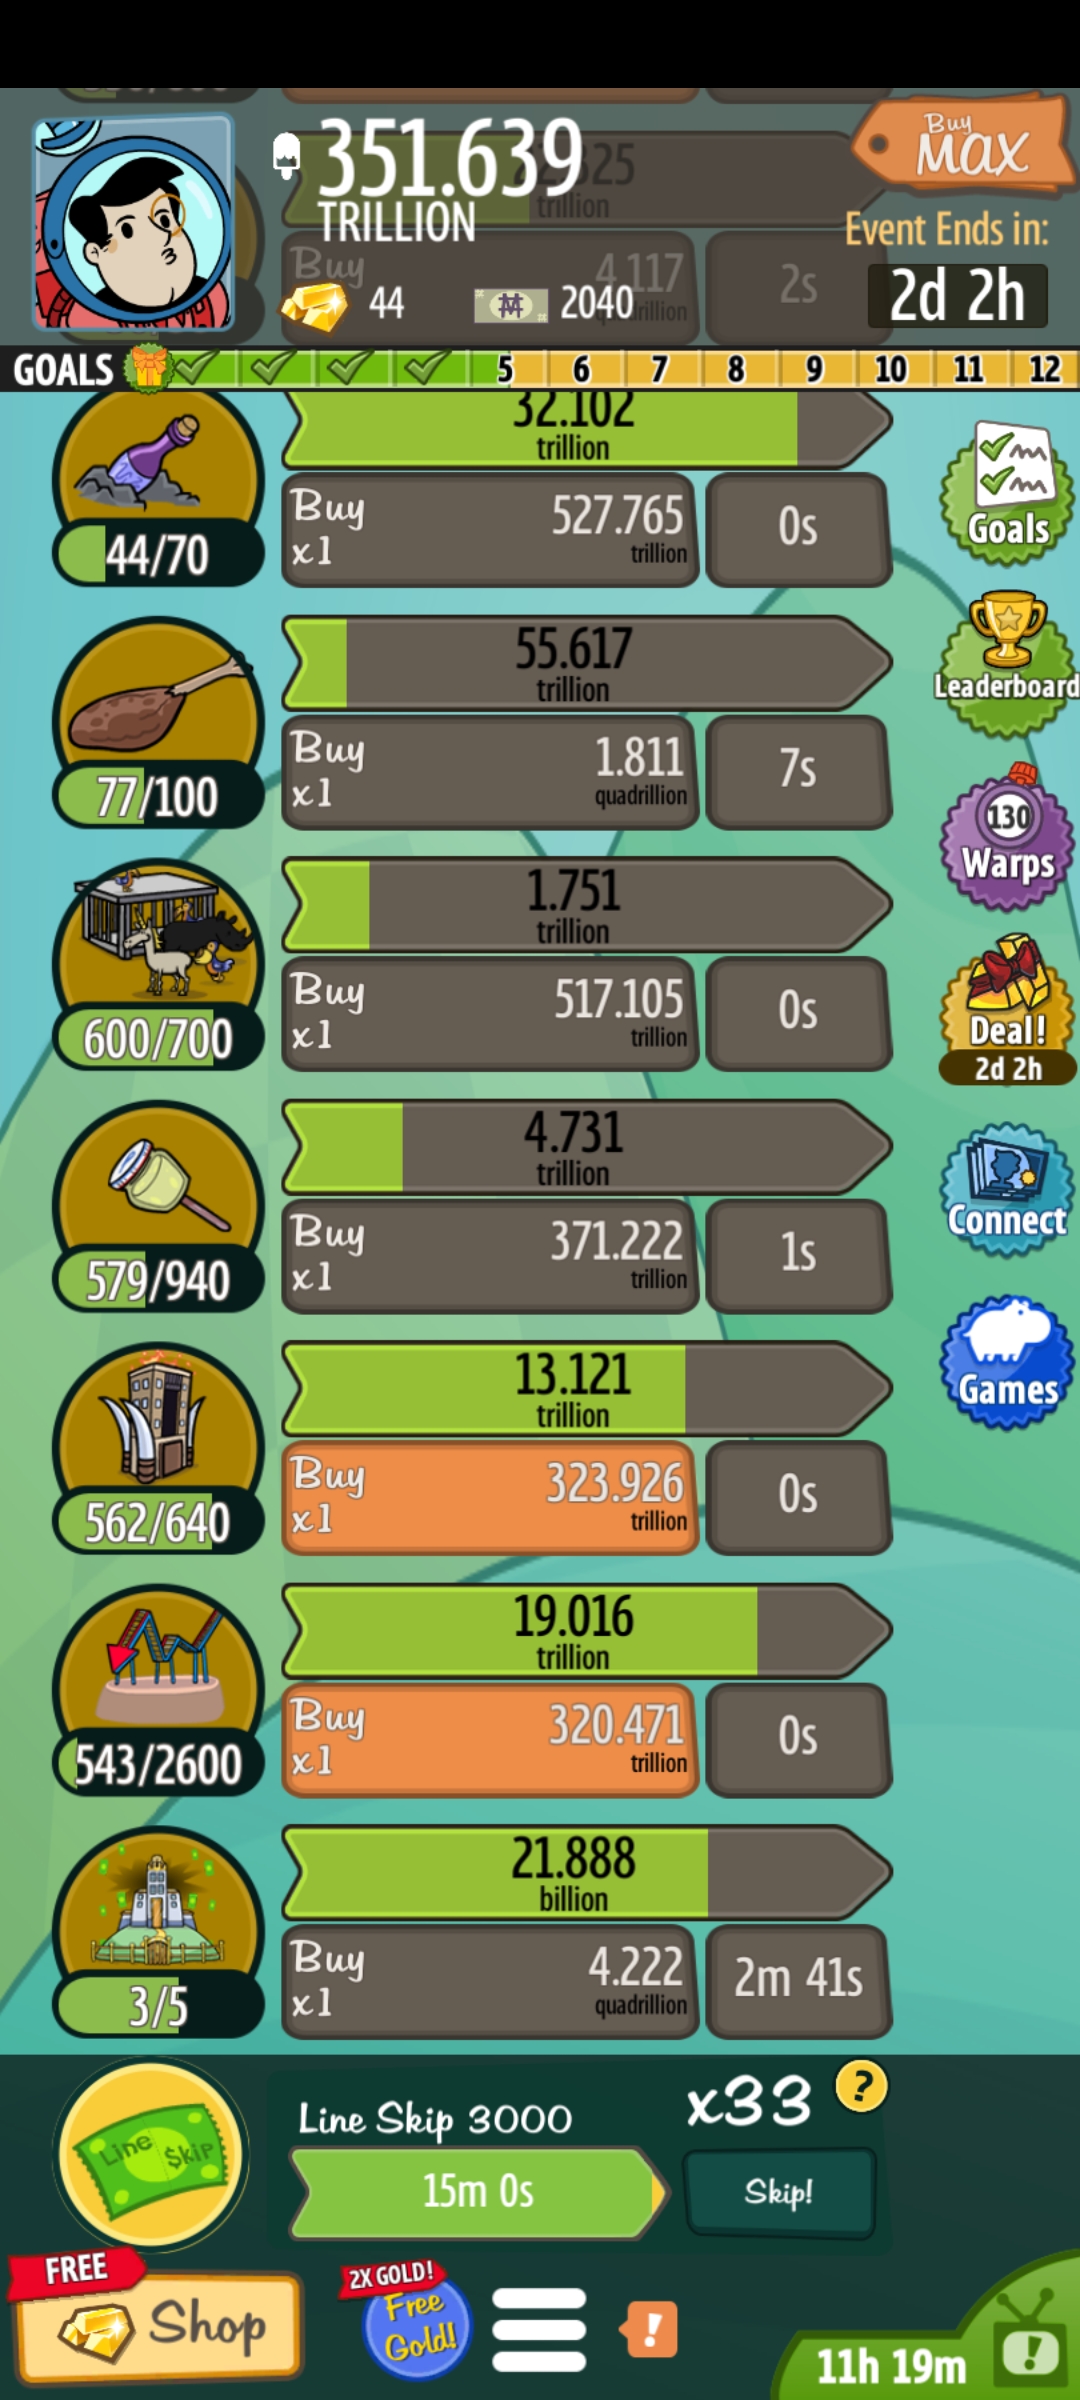 351.639
TRILLION
Buy
MAX
Event Ends in:
2d 2h
44
2040
trillion
Buy
4.117
2s
GOALS
5
6
7
8
9
10
11
12
32.102
trillion
44/70
Buy
x1
527.765
trillion
0s
Goals
55.617
trillion
77/100
Buy
x1
1.811
quadrillion
7s
Leaderboard
130
Warps
1.751
trillion
600/700
Buy
x1
517.105
trillion
0s
Deal!
2d 2h
4.731
trillion
579/940
Buy
x1
371.222
trillion
1s
Connect
13.121
trillion
562/640
Buy
x1
323.926
trillion
0s
Games
19.016
trillion
543/2600
Buy
x1
320.471
trillion
0s
21.888
billion
3/5
Buy
x1
4.222
quadrillion
2m 41s
Line $kip
Line Skip 3000
x33
?
15m 0s
Skip!
FREE
Shop
2X GOLD!
Free
Gold!
!
11h 19m
!